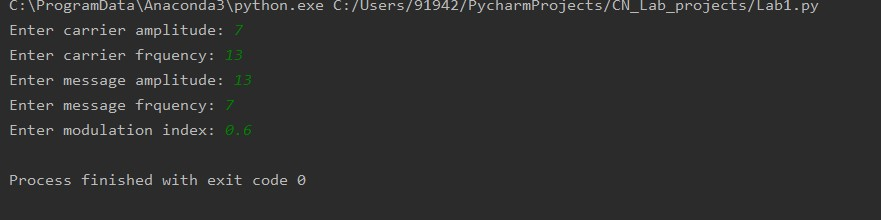 C:\ProgramData\Anaconda3\python.exe C:/Users/91942/PycharmProjects/CN_Lab_projects/Lab1.py
Enter carrier amplitude: 7
Enter carrier frquency: 13
Enter message amplitude: 13
Enter message frquency: 7
Enter modulation index: 0.6
Process finished with exit code 0